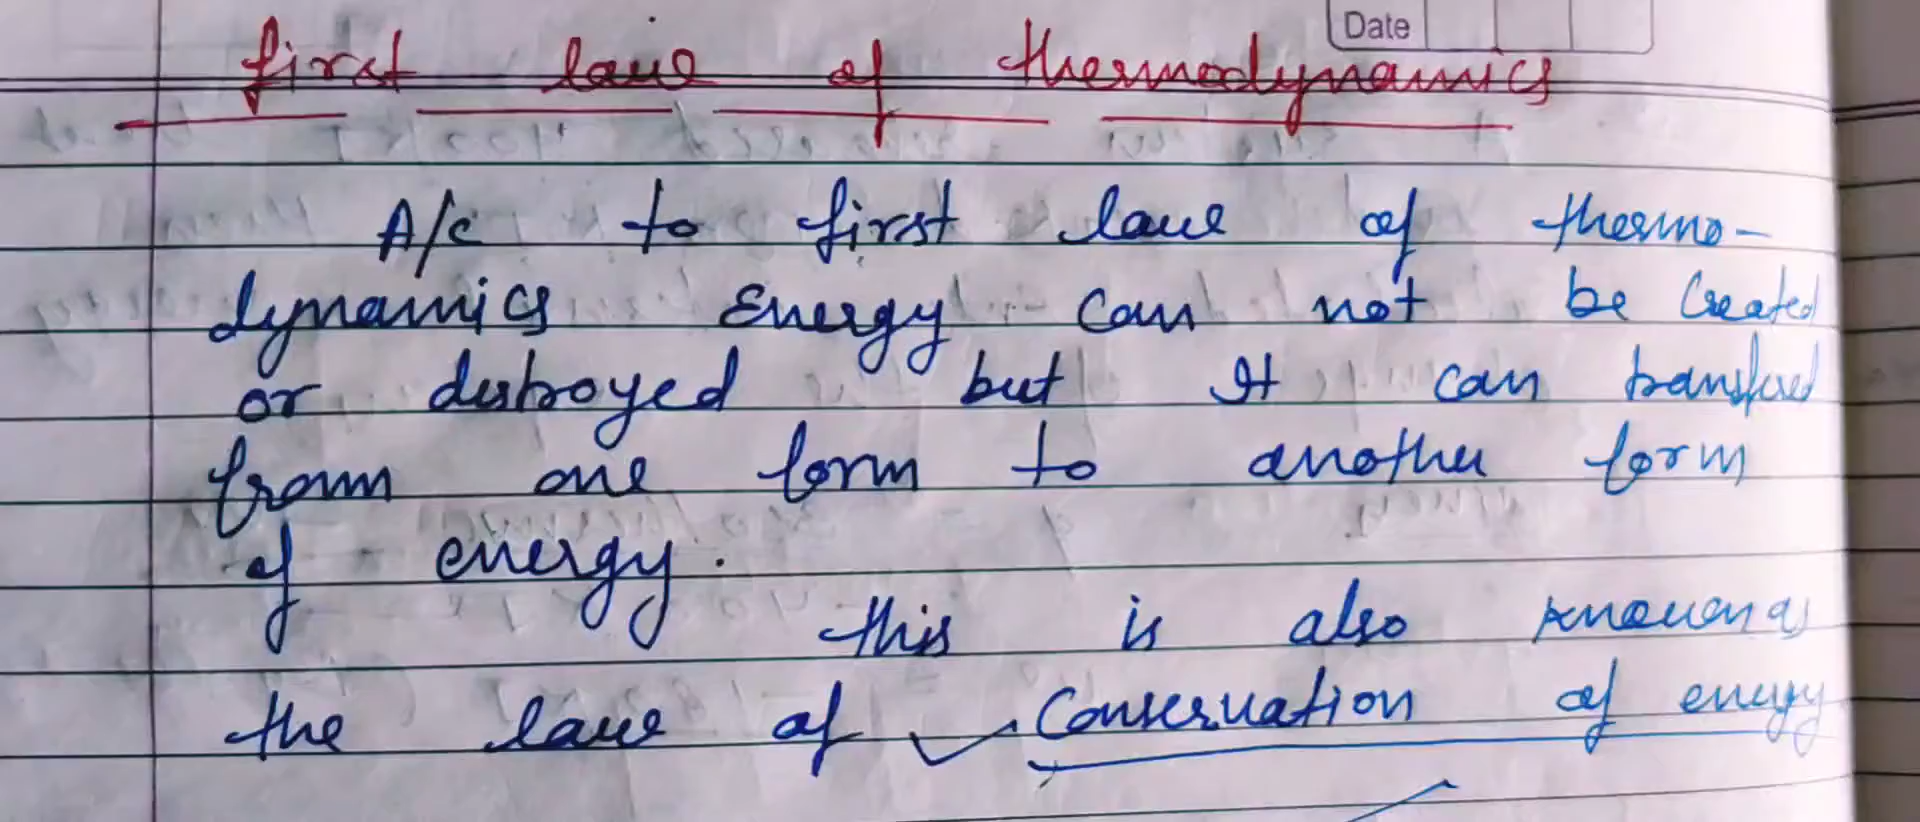 Date
first law of thermodynamics
A/c to first law of thermo-
dynamics Energy can not be Created
or destroyed but It can transfered
from one form to another form
of energy.
this is also known as
the law of Conservation of energy